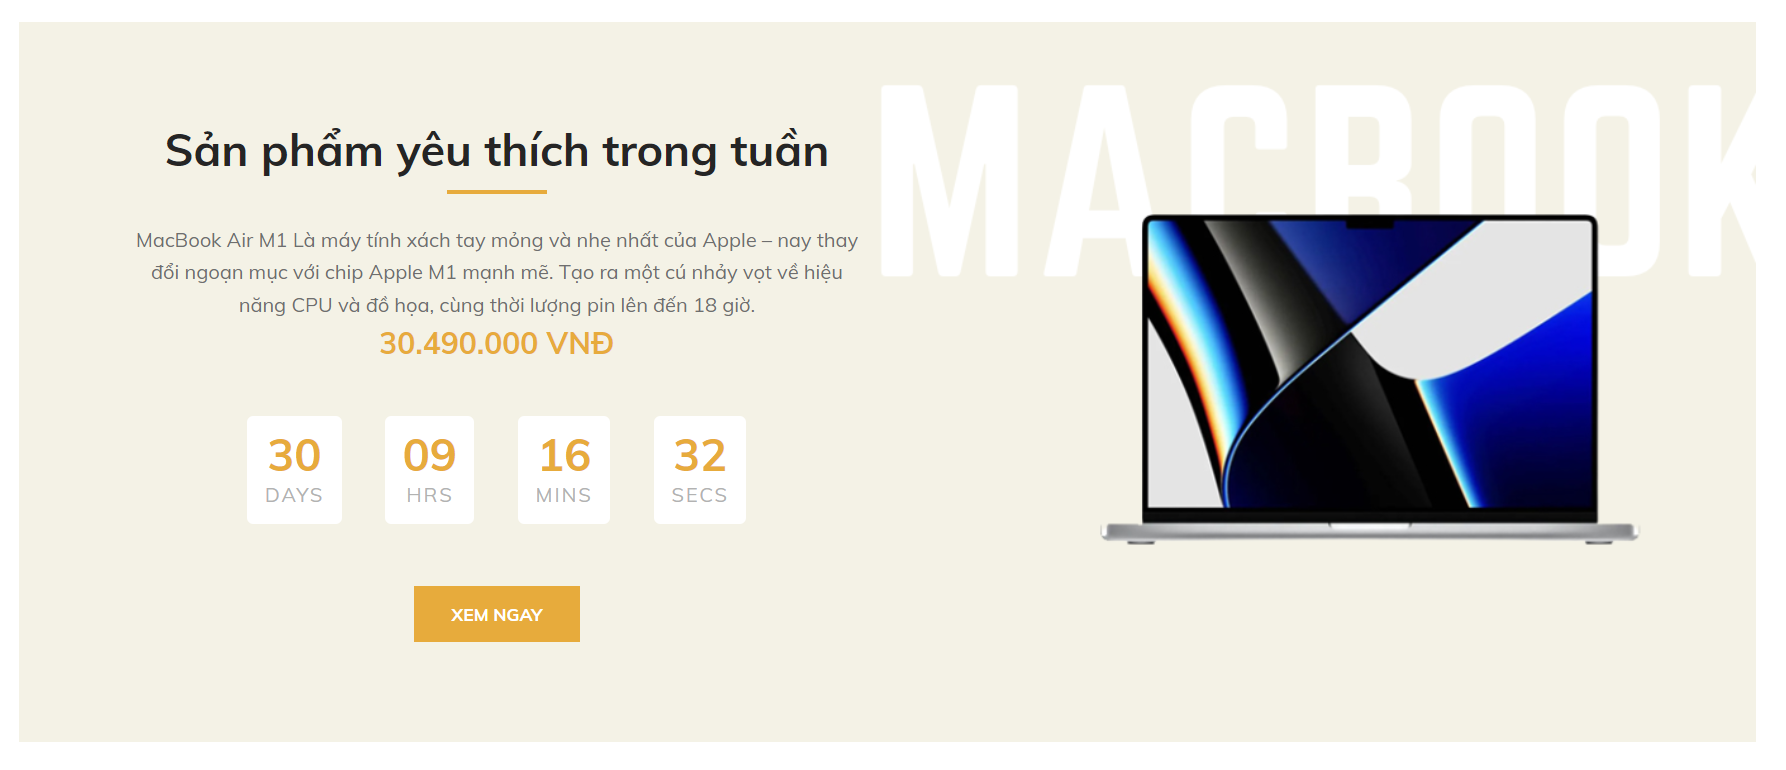 Sản phẩm yêu thích trong tuần
MacBook Air M1 Là máy tính xách tay mỏng và nhẹ nhất của Apple – nay thay
đổi ngoạn mục với chip Apple M1 mạnh mẽ. Tạo ra một cú nhảy vọt về hiệu
năng CPU và đồ họa, cùng thời lượng pin lên đến 18 giờ.
30.490.000 VNĐ
30 09 16 32
DAYS HRS MINS SECS
XEM NGAY
MACBOOK